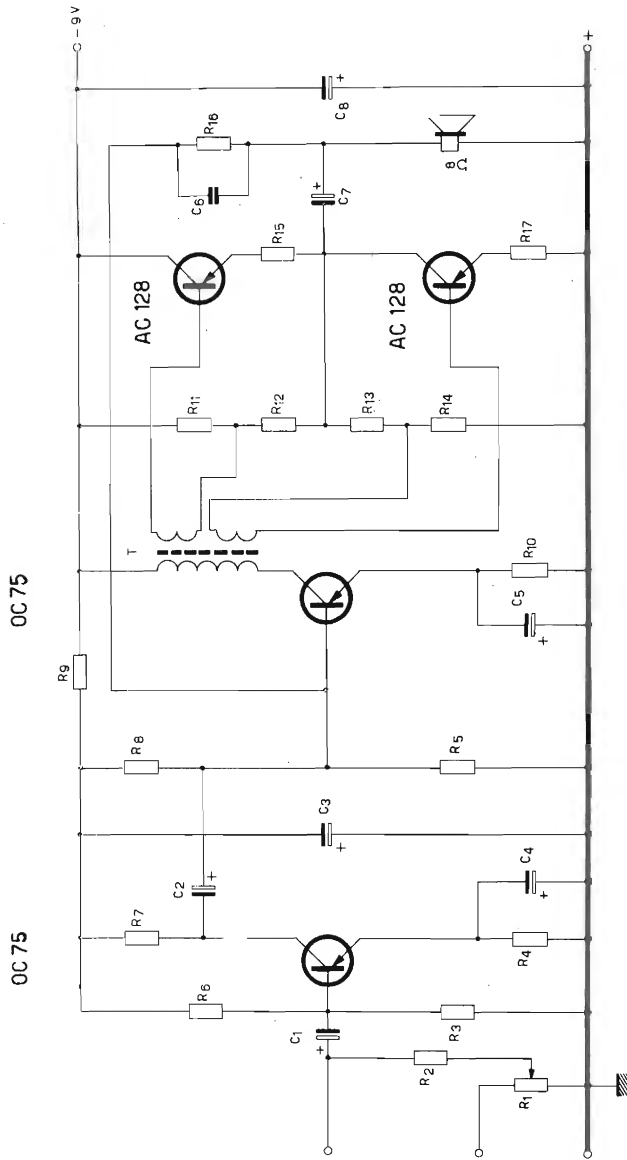 OC 75
OC 75
AC 128
AC 128
- 9 V
+
R1
R2
R3
R4
R5
R6
R7
R8
R9
R10
R11
R12
R13
R14
R15
R16
R17
C1
+
C2
+
C3
+
C4
+
C5
+
C6
C7
+
C8
+
T
8
Ω